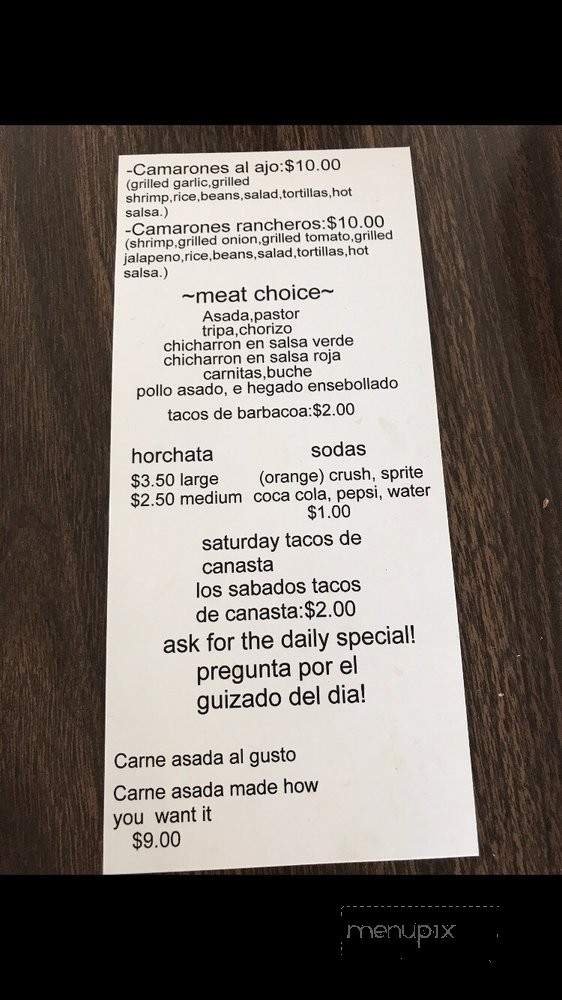 -Camarones al ajo:$10.00
(grilled garlic,grilled
shrimp,rice,beans,salad,tortillas,hot
salsa.)
-Camarones rancheros:$10.00
(shrimp,grilled onion,grilled tomato,grilled
jalapeno,rice,beans,salad,tortillas,hot
salsa.)
~meat choice~
Asada,pastor
tripa,chorizo
chicharron en salsa verde
chicharron en salsa roja
carnitas,buche
pollo asado, e hegado ensebollado
tacos de barbacoa:$2.00
horchata
$3.50 large
$2.50 medium
sodas
(orange) crush, sprite
coca cola, pepsi, water
$1.00
saturday tacos de
canasta
los sabados tacos
de canasta:$2.00
ask for the daily special!
pregunta por el
guizado del dia!
Carne asada al gusto
Carne asada made how
you want it
$9.00
menupix